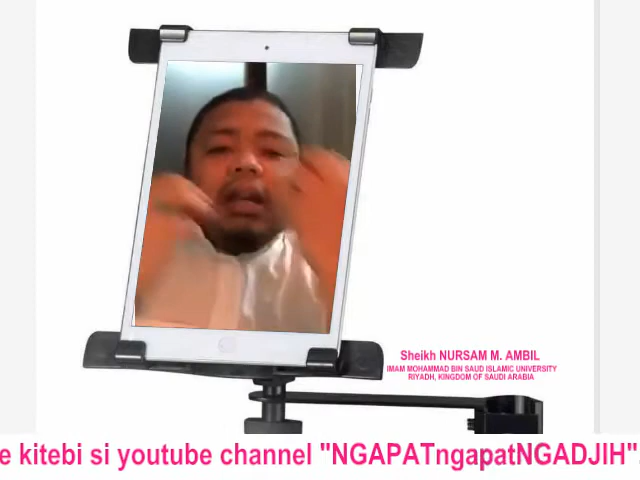 Sheikh NURSAM M. AMBIL
IMAM MOHAMMAD BIN SAUD ISLAMIC UNIVERSITY
RIYADH, KINGDOM OF SAUDI ARABIA
e kitebi si youtube channel "NGAPATngapatNGADJIH".